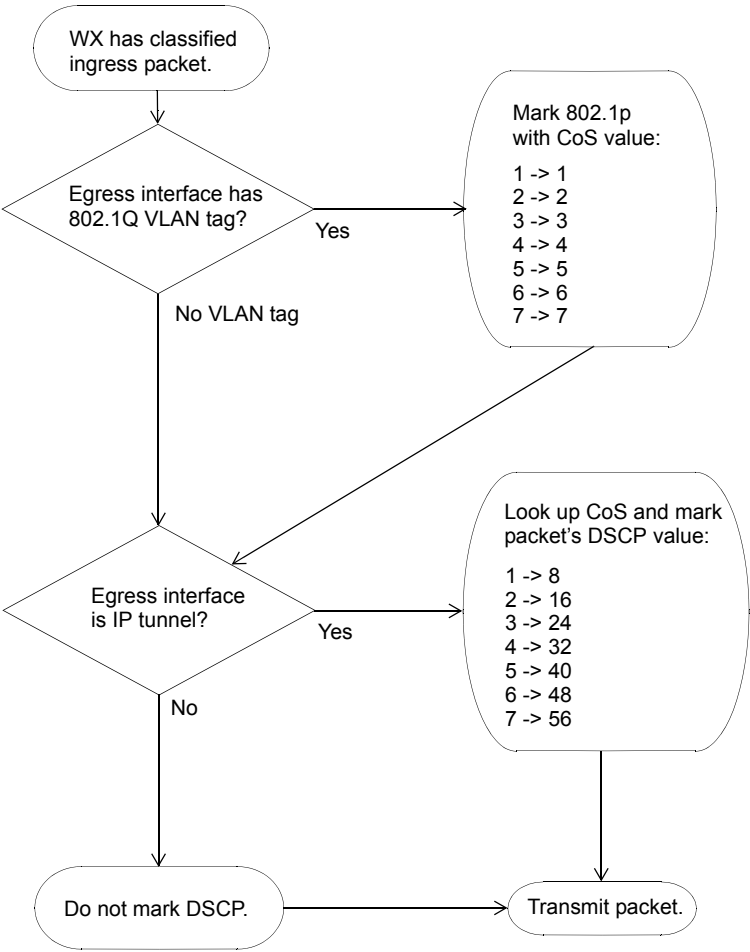 WX has classified
ingress packet.
Egress interface has
802.1Q VLAN tag?
Yes
Mark 802.1p
with CoS value:
1 -> 1
2 -> 2
3 -> 3
4 -> 4
5 -> 5
6 -> 6
7 -> 7
No VLAN tag
Egress interface
is IP tunnel?
Yes
Look up CoS and mark
packet’s DSCP value:
1 -> 8
2 -> 16
3 -> 24
4 -> 32
5 -> 40
6 -> 48
7 -> 56
No
Do not mark DSCP.
Transmit packet.